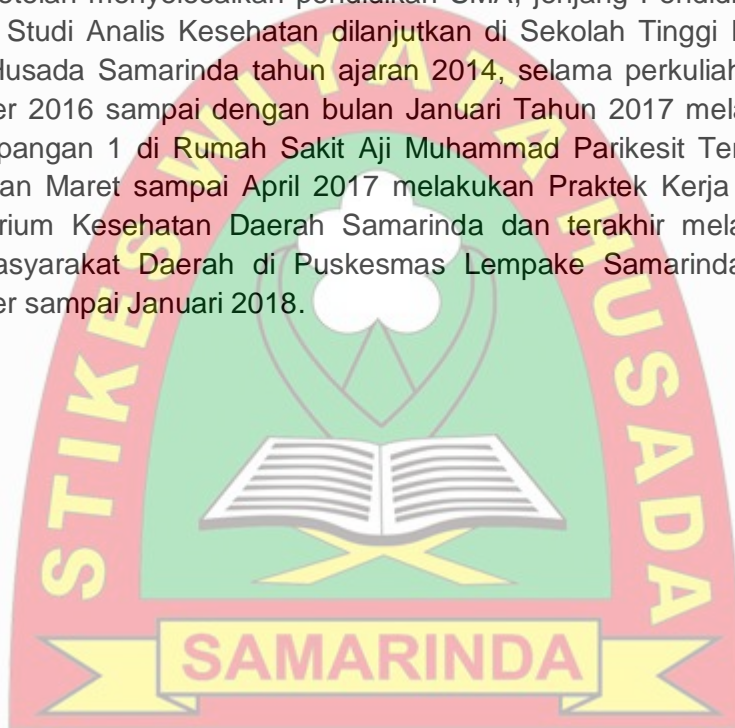 menyelesaikan pendidikan SMA, jenjang
Studi Analis Kesehatan dilanjutkan di Sekolah Tinggi
Husada Samarinda tahun ajaran 2014, selama
2016 sampai dengan bulan Januari Tahun 2017
1 di Rumah Sakit Aji Muhammad Parikesit
Maret sampai April 2017 melakukan Praktek Kerja
Kesehatan Daerah Samarinda dan terakhir
Daerah di Puskesmas Lempake Samarinda
sampai Januari 2018.
STIKES WIYATA HUSADA
SAMARINDA